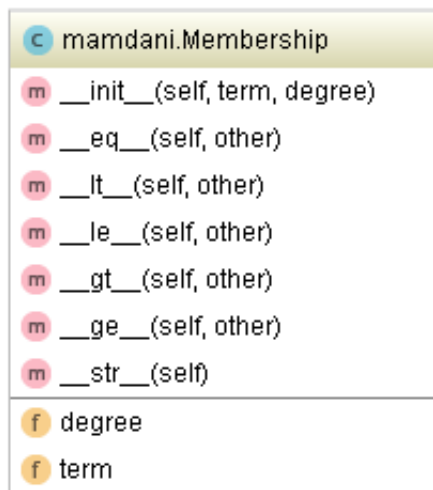 C mamdani.Membership
m __init__(self, term, degree)
m __eq__(self, other)
m __lt__(self, other)
m __le__(self, other)
m __gt__(self, other)
m __ge__(self, other)
m __str__(self)
f degree
f term